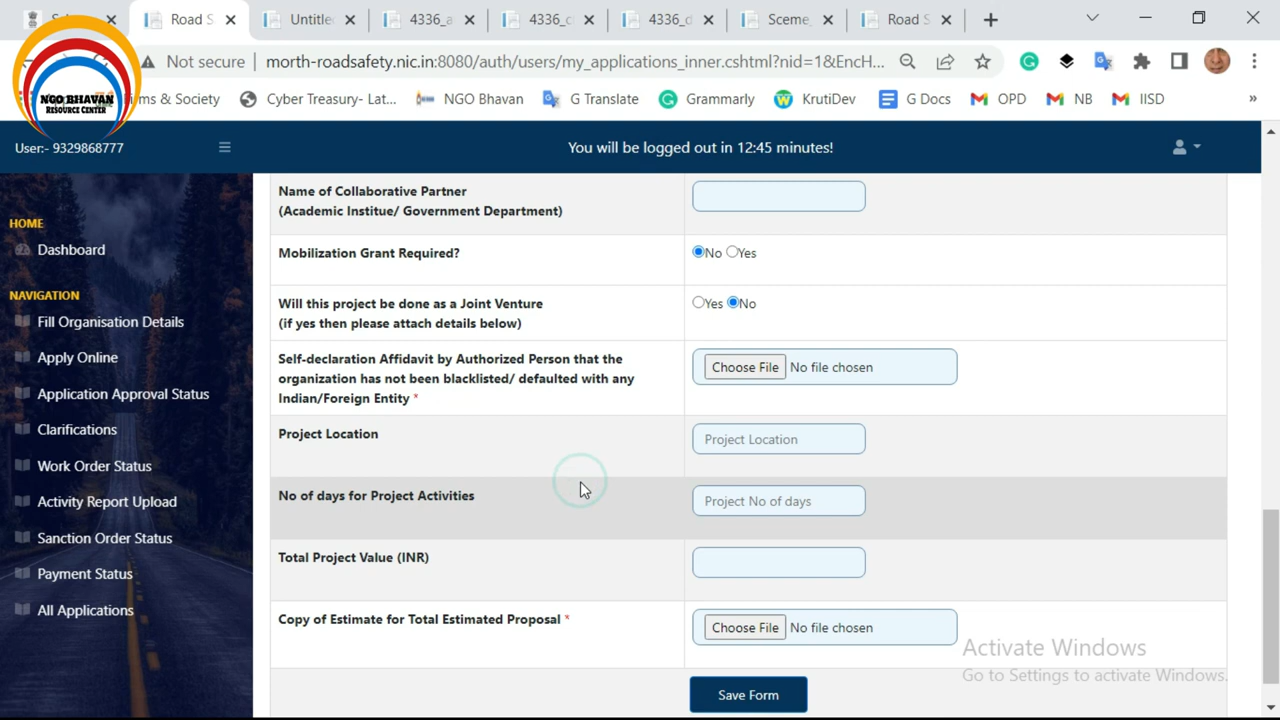 Road S
Untitle
4336_a
4336_c
4336_d
Sceme_
Road S
Not secure
morth-roadsafety.nic.in:8080/auth/users/my_applications_inner.cshtml?nid=1&EncH...
ms & Society
Cyber Treasury- Lat...
NGO Bhavan
G Translate
Grammarly
KrutiDev
G Docs
OPD
NB
IISD
»
NGO BHAVAN
RESOURCE CENTER
User:- 9329868777
You will be logged out in 12:45 minutes!
HOME
Dashboard
NAVIGATION
Fill Organisation Details
Apply Online
Application Approval Status
Clarifications
Work Order Status
Activity Report Upload
Sanction Order Status
Payment Status
All Applications
Name of Collaborative Partner
(Academic Institue/ Government Department)
Mobilization Grant Required?
No Yes
Will this project be done as a Joint Venture
(if yes then please attach details below)
Yes No
Self-declaration Affidavit by Authorized Person that the
organization has not been blacklisted/ defaulted with any
Indian/Foreign Entity *
Choose File No file chosen
Project Location
Project Location
No of days for Project Activities
Project No of days
Total Project Value (INR)
Copy of Estimate for Total Estimated Proposal *
Choose File No file chosen
Save Form
Activate Windows
Go to Settings to activate Windows.